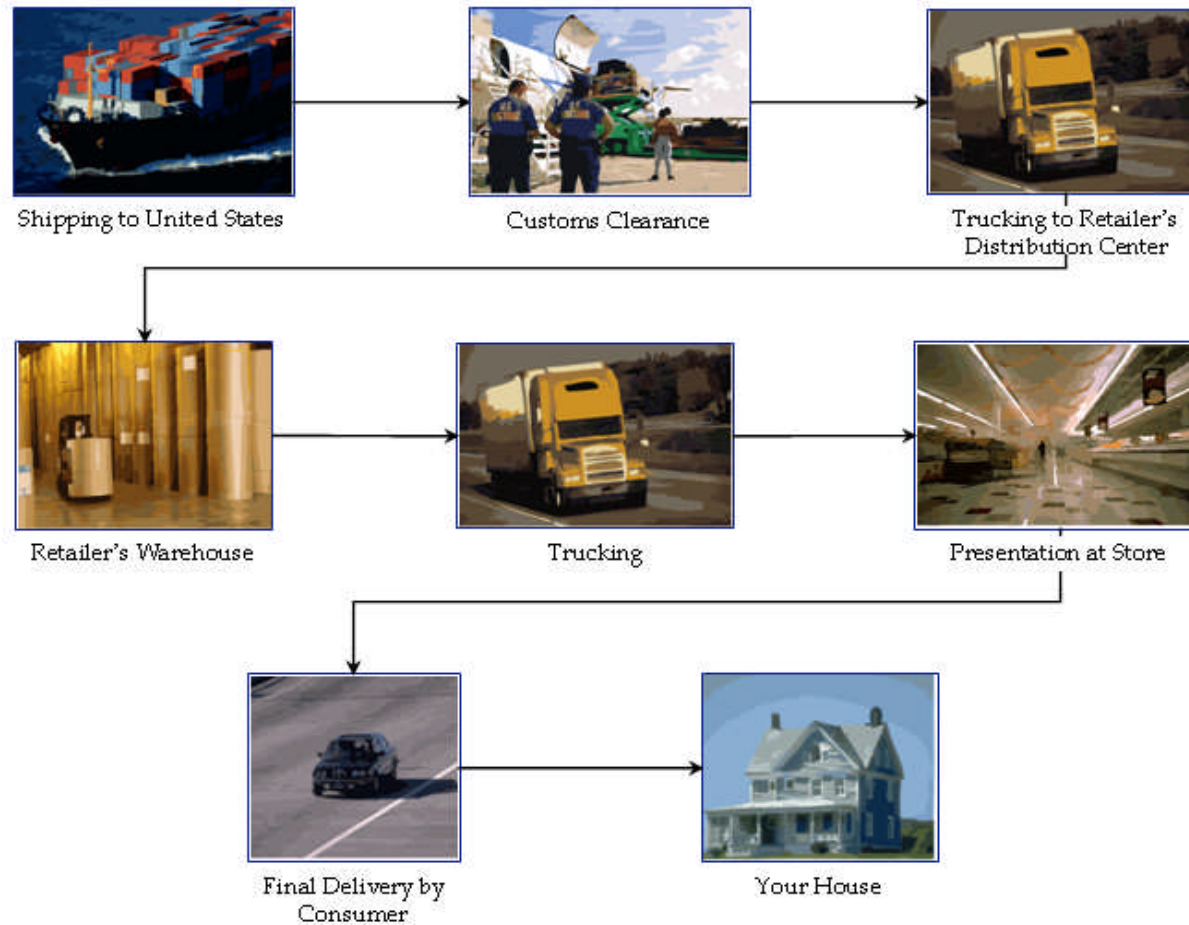 Shipping to United States
Customs Clearance
Trucking to Retailer's
Distribution Center
Retailer's Warehouse
Trucking
Presentation at Store
Final Delivery by
Consumer
Your House